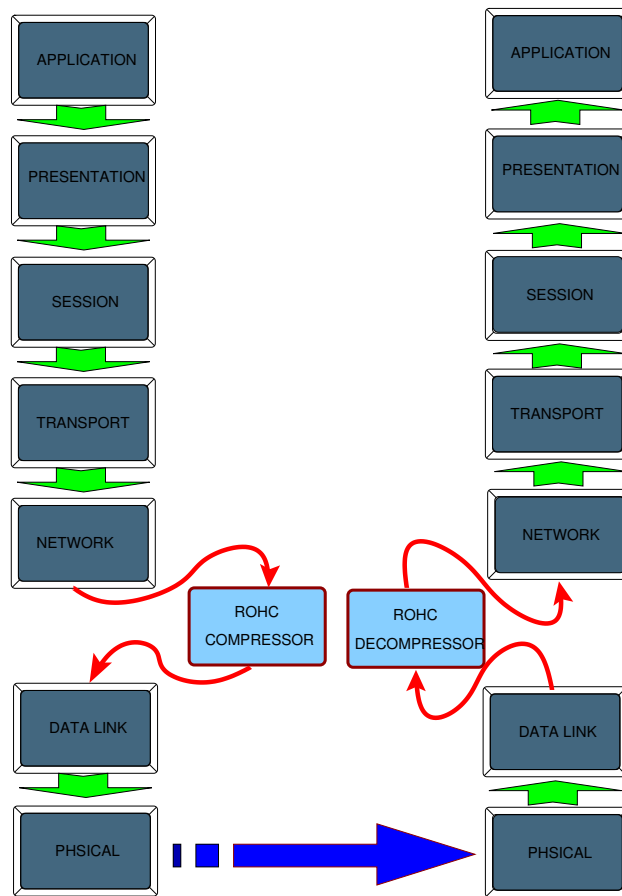 APPLICATION
PRESENTATION
SESSION
TRANSPORT
NETWORK
ROHC
COMPRESSOR
DATA LINK
PHSICAL
APPLICATION
PRESENTATION
SESSION
TRANSPORT
NETWORK
ROHC
DECOMPRESSOR
DATA LINK
PHSICAL